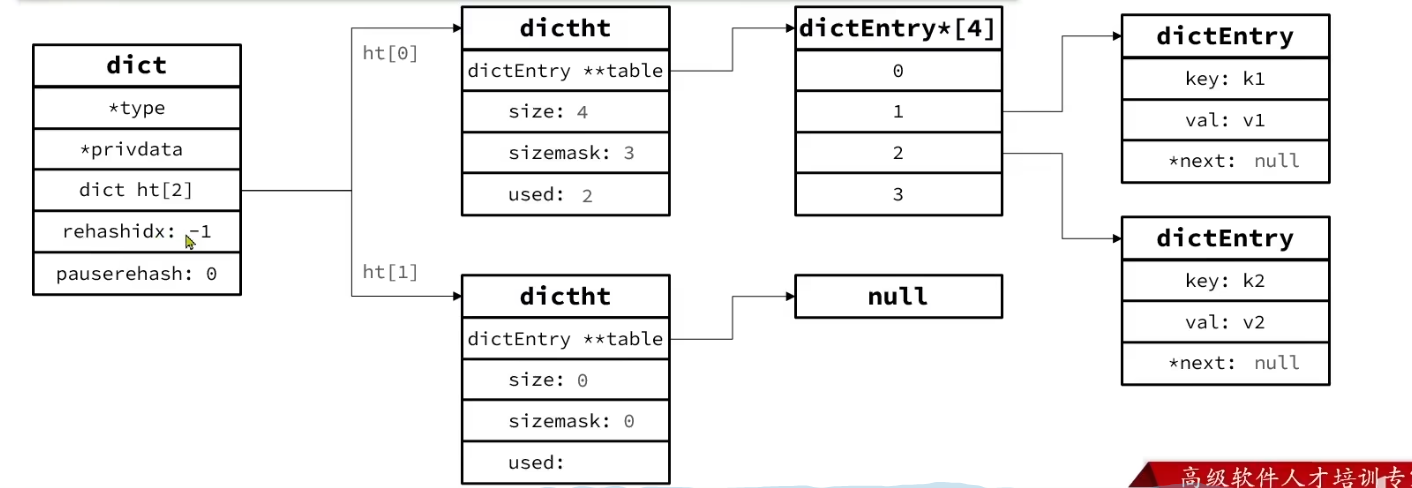 dict
*type
*privdata
dict ht[2]
rehashidx: -1
pauserehash: 0
ht[0]
ht[1]
dictht
dictEntry **table
size: 4
sizemask: 3
used: 2
dictht
dictEntry **table
size: 0
sizemask: 0
used:
dictEntry*[4]
0
1
2
3
null
dictEntry
key: k1
val: v1
*next: null
dictEntry
key: k2
val: v2
*next: null
高级软件人才培训专